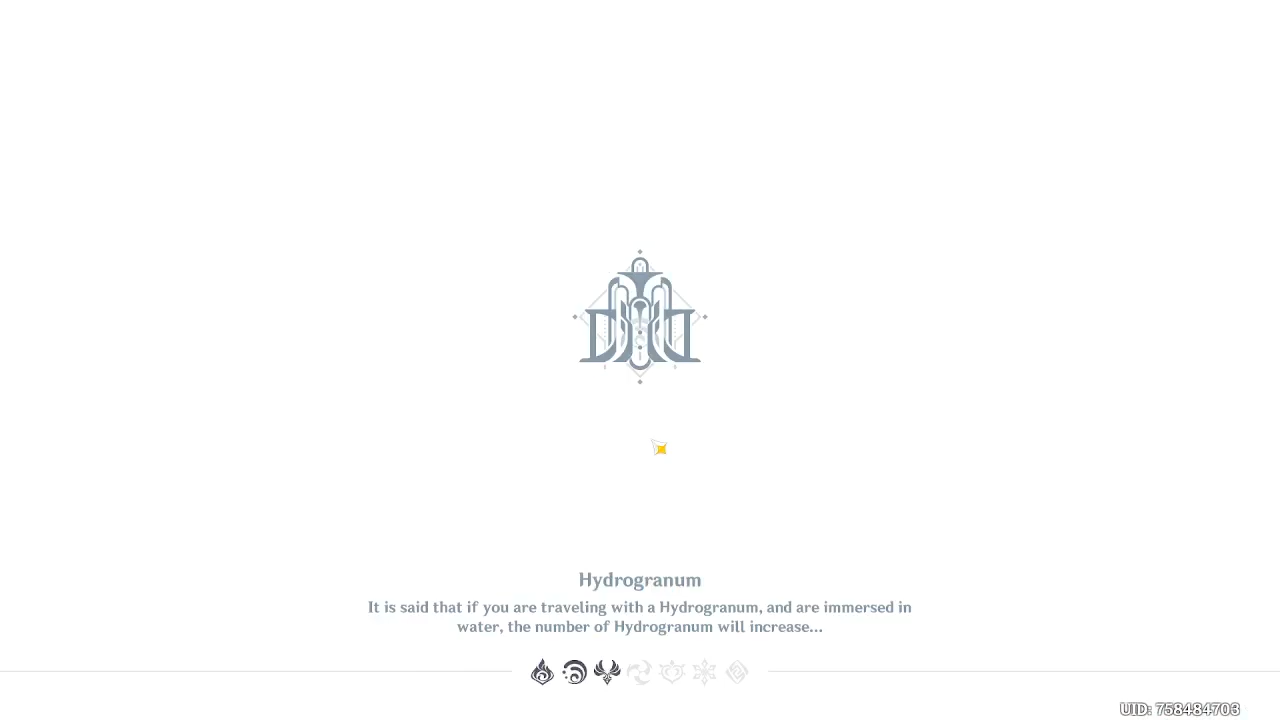 Hydrogranum
It is said that if you are traveling with a Hydrogranum, and are immersed in
water, the number of Hydrogranum will increase...
UID: 758484703